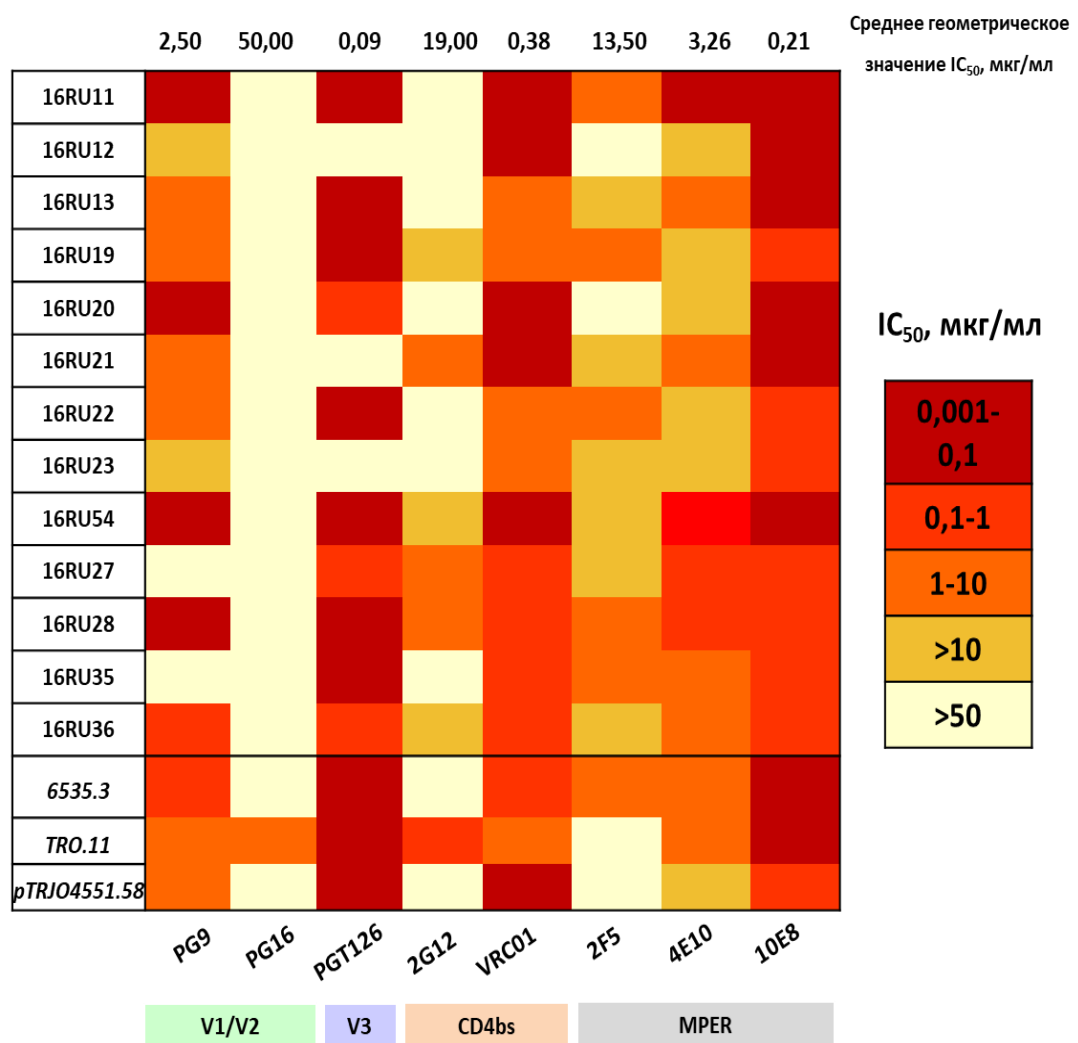 2,50 50,00 0,09 19,00 0,38 13,50 3,26 0,21
Среднее геометрическое
значение IC₅₀, мкг/мл
16RU11
16RU12
16RU13
16RU19
16RU20
16RU21
16RU22
16RU23
16RU54
16RU27
16RU28
16RU35
16RU36
6535.3
TRO.11
pTRJO4551.58
IC₅₀, мкг/мл
0,001-
0,1
0,1-1
1-10
>10
>50
PG9 PG16 PGT126 2G12 VRC01 2F5 4E10 10E8
V1/V2 V3 CD4bs MPER